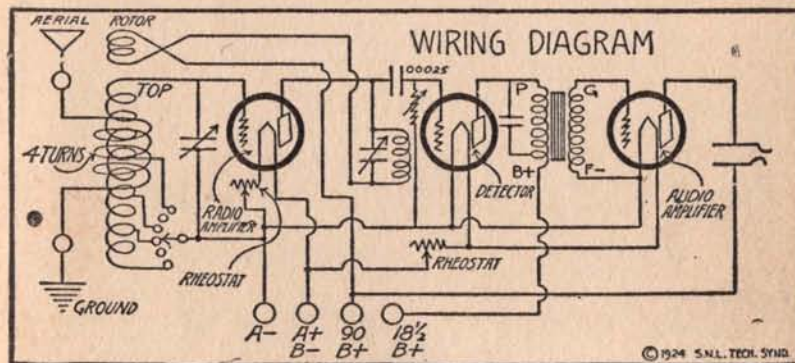 AERIAL
ROTOR
WIRING DIAGRAM
TOP
.00025
P
G
4 TURNS
B+
F-
DETECTOR
AUDIO
AMPLIFIER
RADIO
AMPLIFIER
RHEOSTAT
RHEOSTAT
GROUND
A-
A+
B-
90
B+
18½
B+
© 1924 S.N.L. TECH. SYND.